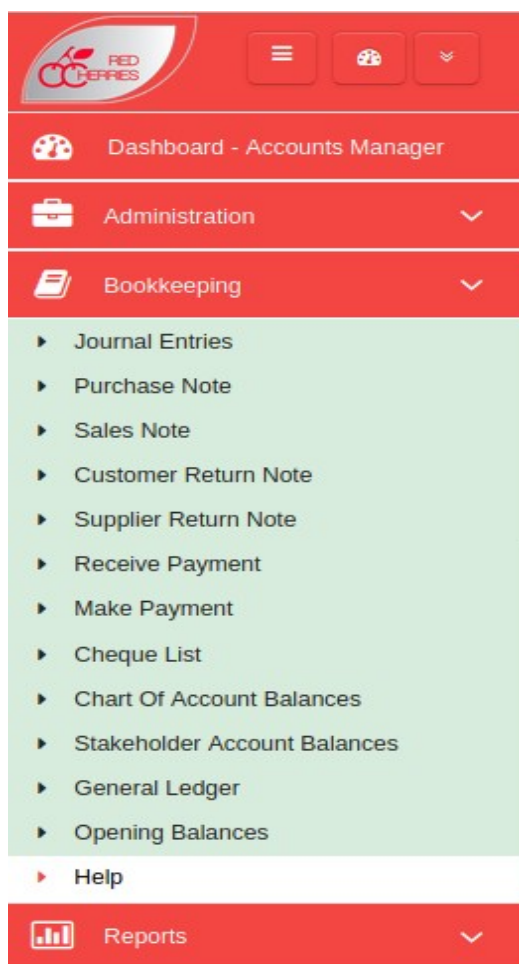 RED
CHERRIES
Dashboard - Accounts Manager
Administration
Bookkeeping
Journal Entries
Purchase Note
Sales Note
Customer Return Note
Supplier Return Note
Receive Payment
Make Payment
Cheque List
Chart Of Account Balances
Stakeholder Account Balances
General Ledger
Opening Balances
Help
Reports